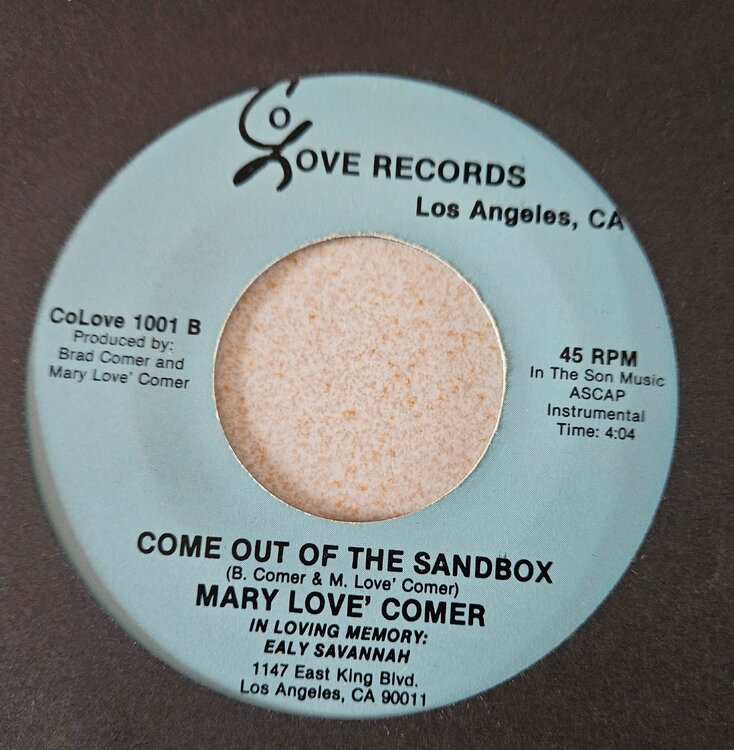 CoLove RECORDS
Los Angeles, CA
CoLove 1001 B
Produced by:
Brad Comer and
Mary Love' Comer
45 RPM
In The Son Music
ASCAP
Instrumental
Time: 4:04
COME OUT OF THE SANDBOX
(B. Comer & M. Love' Comer)
MARY LOVE' COMER
IN LOVING MEMORY:
EALY SAVANNAH
1147 East King Blvd.
Los Angeles, CA 90011